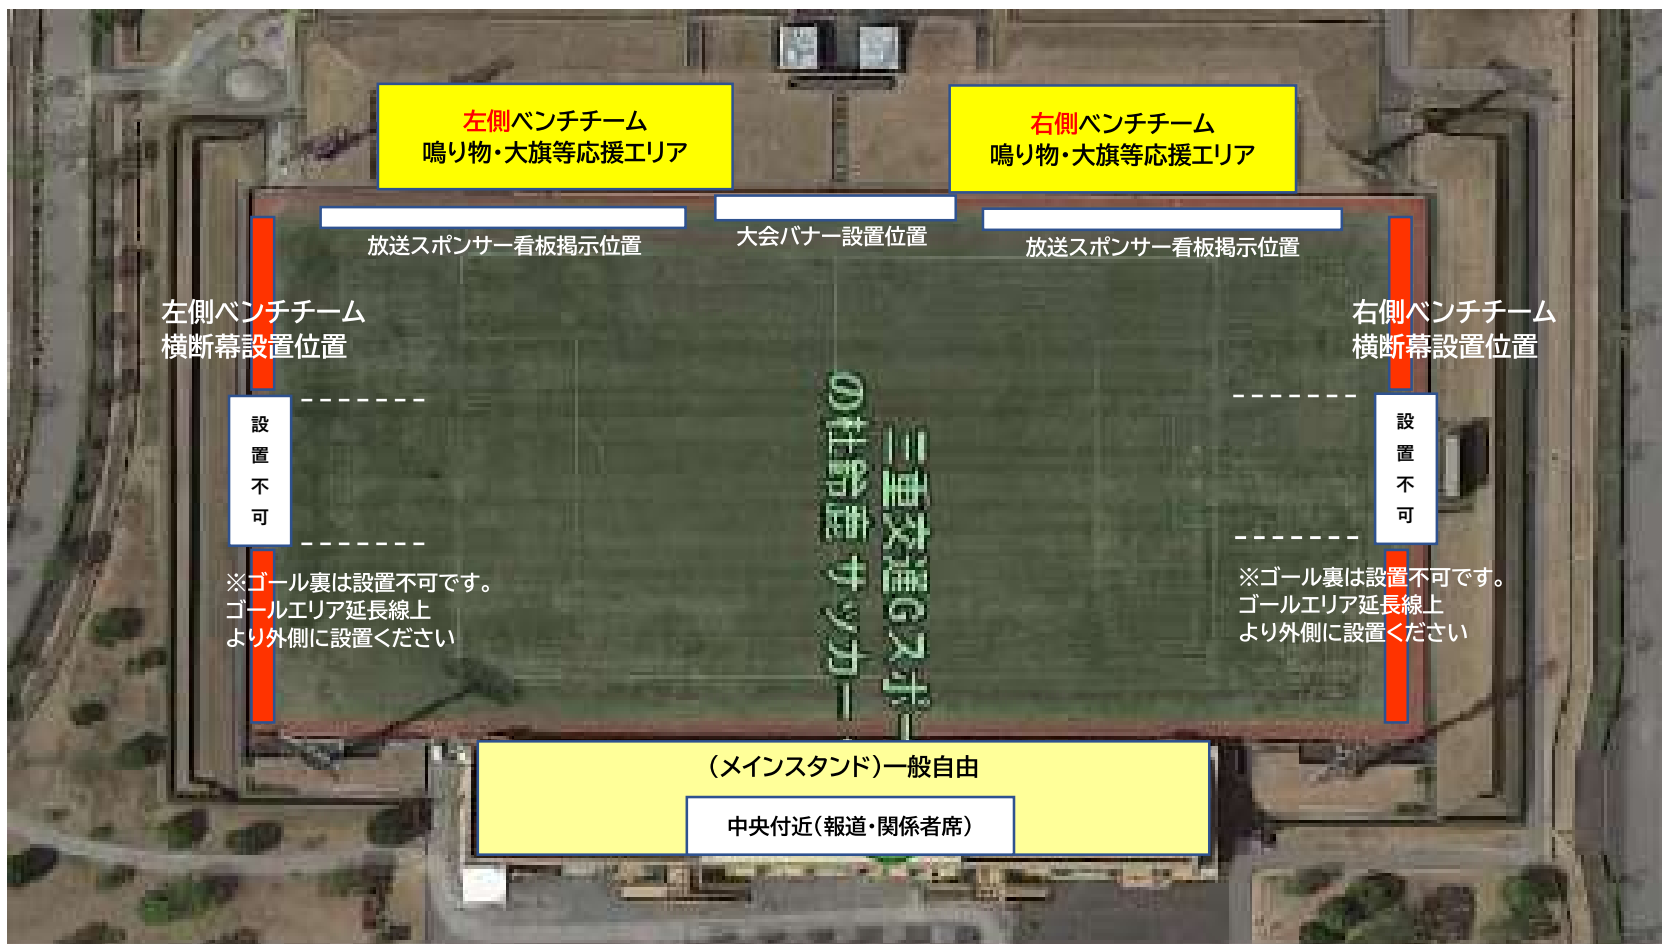 左側ベンチチーム
鳴り物・大旗等応援エリア
右側ベンチチーム
鳴り物・大旗等応援エリア
放送スポンサー看板掲示位置
大会バナー設置位置
放送スポンサー看板掲示位置
左側ベンチチーム
横断幕設置位置
右側ベンチチーム
横断幕設置位置
設置不可
設置不可
三重交通Gスポー
の杜鈴鹿 サッカー
※ゴール裏は設置不可です。
ゴールエリア延長線上
より外側に設置ください
※ゴール裏は設置不可です。
ゴールエリア延長線上
より外側に設置ください
（メインスタンド）一般自由
中央付近（報道・関係者席）